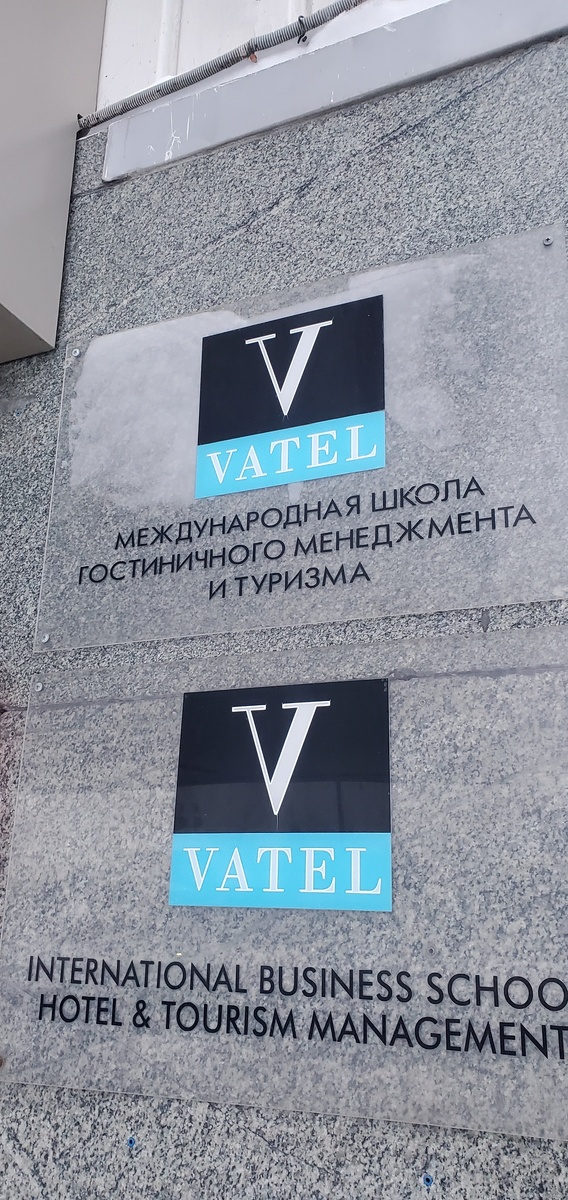 V
VATEL
МЕЖДУНАРОДНАЯ ШКОЛА
ГОСТИНИЧНОГО МЕНЕДЖМЕНТА
И ТУРИЗМА
V
VATEL
INTERNATIONAL BUSINESS SCHOO
HOTEL & TOURISM MANAGEMENT